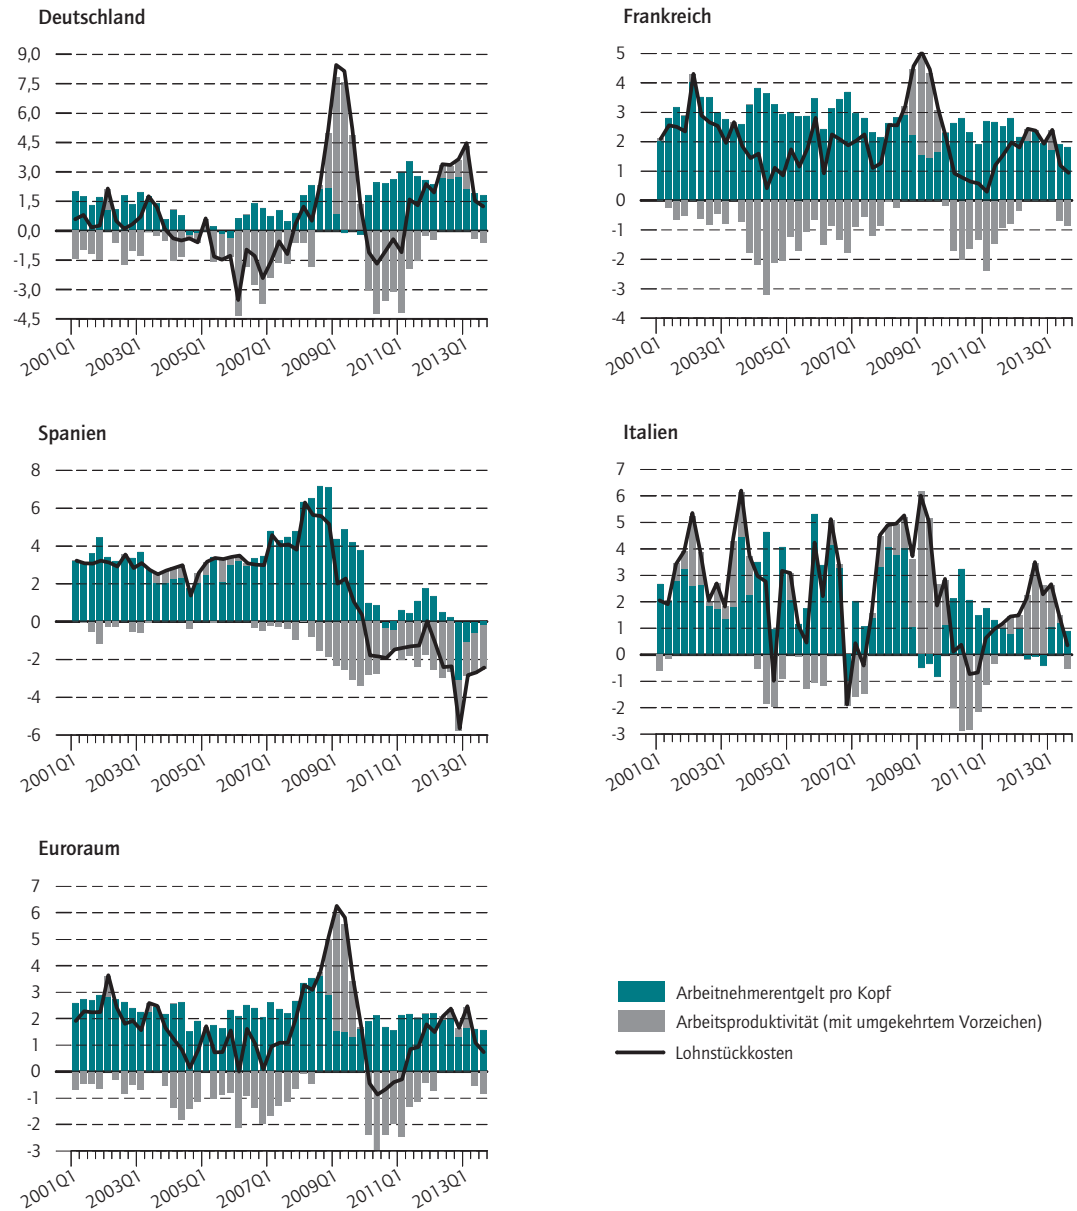 Deutschland
9,0
7,5
6,0
4,5
3,0
1,5
0,0
-1,5
-3,0
-4,5
2001Q1
2003Q1
2005Q1
2007Q1
2009Q1
2011Q1
2013Q1
Frankreich
5
4
3
2
1
0
-1
-2
-3
-4
2001Q1
2003Q1
2005Q1
2007Q1
2009Q1
2011Q1
2013Q1
Spanien
8
6
4
2
0
-2
-4
-6
2001Q1
2003Q1
2005Q1
2007Q1
2009Q1
2011Q1
2013Q1
Italien
7
6
5
4
3
2
1
0
-1
-2
-3
2001Q1
2003Q1
2005Q1
2007Q1
2009Q1
2011Q1
2013Q1
Euroraum
7
6
5
4
3
2
1
0
-1
-2
-3
2001Q1
2003Q1
2005Q1
2007Q1
2009Q1
2011Q1
2013Q1
Arbeitnehmerentgelt pro Kopf
Arbeitsproduktivität (mit umgekehrtem Vorzeichen)
Lohnstückkosten